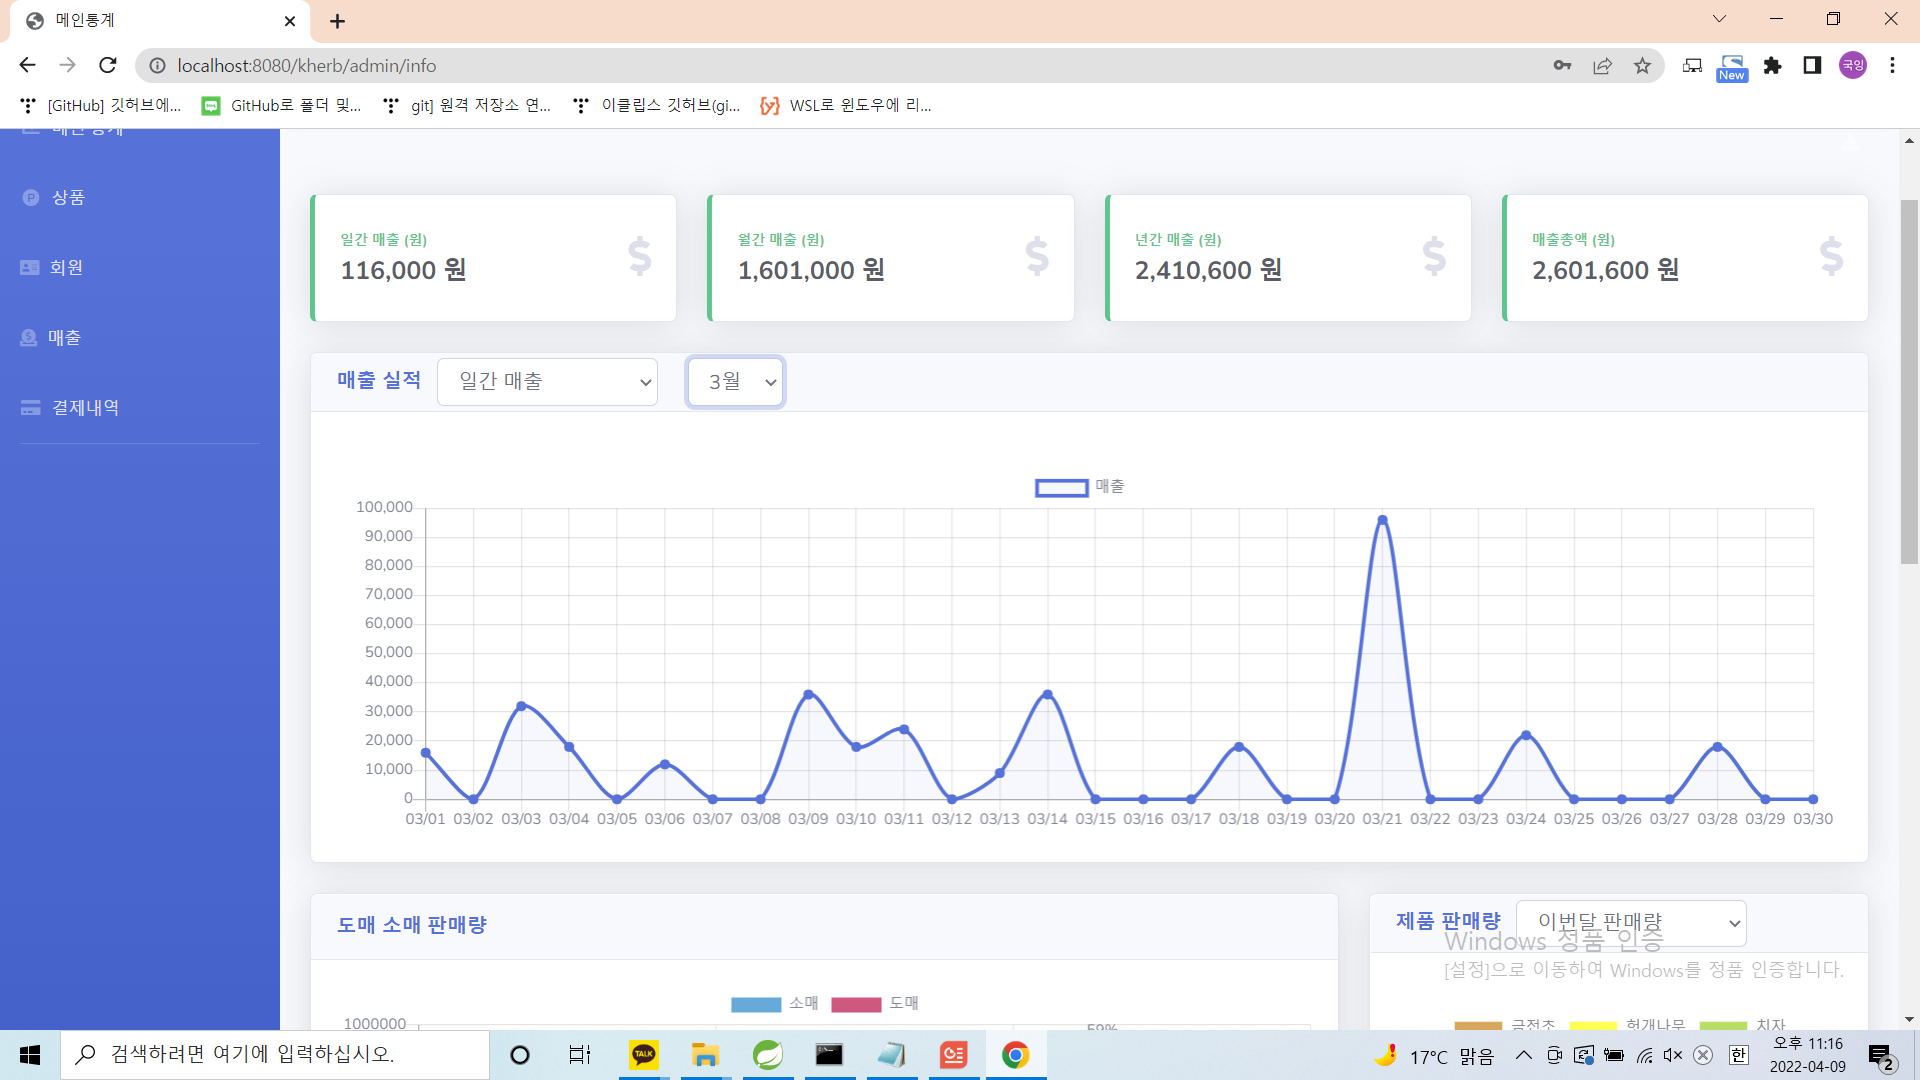 메인통계
localhost:8080/kherb/admin/info
New
국잉
[GitHub] 깃허브에...
GitHub로 폴더 및...
git] 원격 저장소 연...
이클립스 깃허브(gi...
WSL로 윈도우에 리...
메인 통계
상품
회원
매출
결제내역
일간 매출 (원)
116,000 원
월간 매출 (원)
1,601,000 원
년간 매출 (원)
2,410,600 원
매출총액 (원)
2,601,600 원
매출 실적
일간 매출
3월
매출
100,000
90,000
80,000
70,000
60,000
50,000
40,000
30,000
20,000
10,000
0
03/01 03/02 03/03 03/04 03/05 03/06 03/07 03/08 03/09 03/10 03/11 03/12 03/13 03/14 03/15 03/16 03/17 03/18 03/19 03/20 03/21 03/22 03/23 03/24 03/25 03/26 03/27 03/28 03/29 03/30
도매 소매 판매량
소매 도매
1000000
59%
제품 판매량
이번달 판매량
Windows 정품 인증
[설정]으로 이동하여 Windows를 정품 인증합니다.
금전초 헛개나무 치자
검색하려면 여기에 입력하십시오.
TALK
17°C 맑음
한
오후 11:16
2022-04-09
2